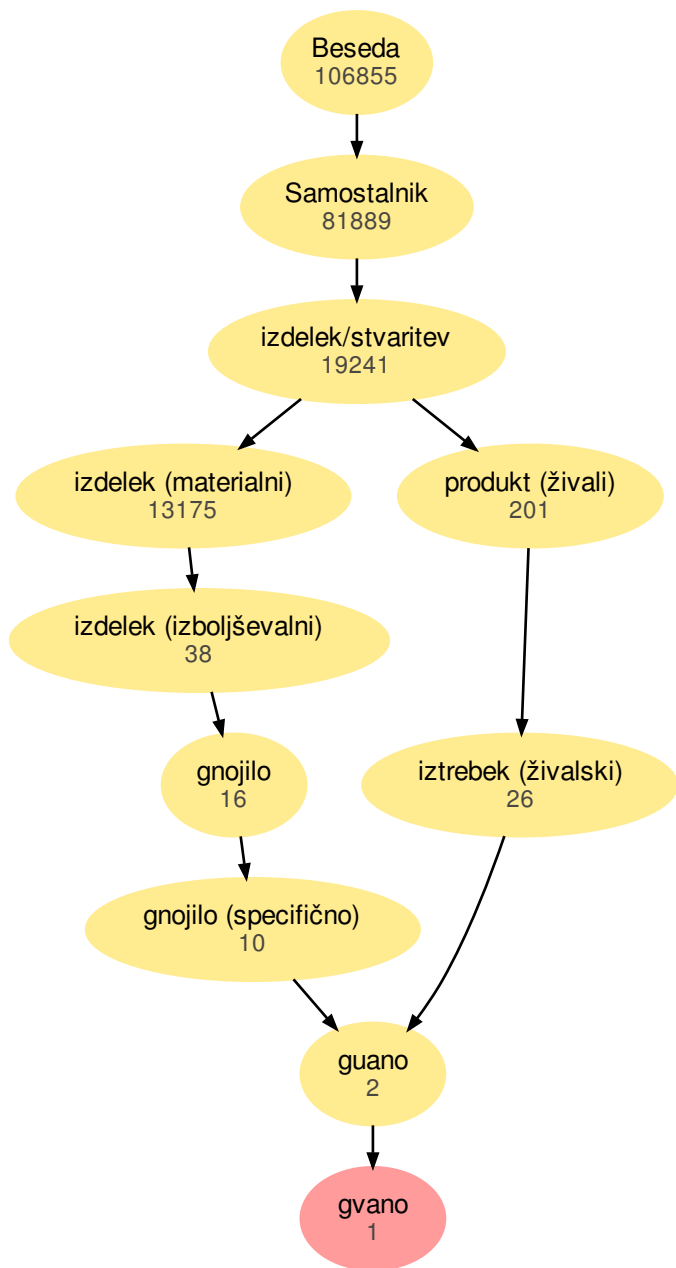 Beseda
106855
Samostalnik
81889
izdelek/stvaritev
19241
izdelek (materialni)
13175
produkt (živali)
201
izdelek (izboljševalni)
38
gnojilo
16
iztrebek (živalski)
26
gnojilo (specifično)
10
guano
2
gvano
1